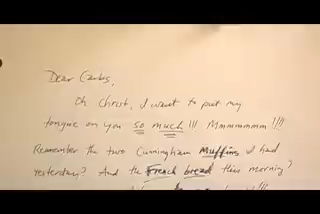 Dear Carbs,
Oh Christ, I want to put my
tongue on you so much!!! Mmmmmmm!!!
Remember the two Cunningham Muffins I had
yesterday? And the French bread this morning?